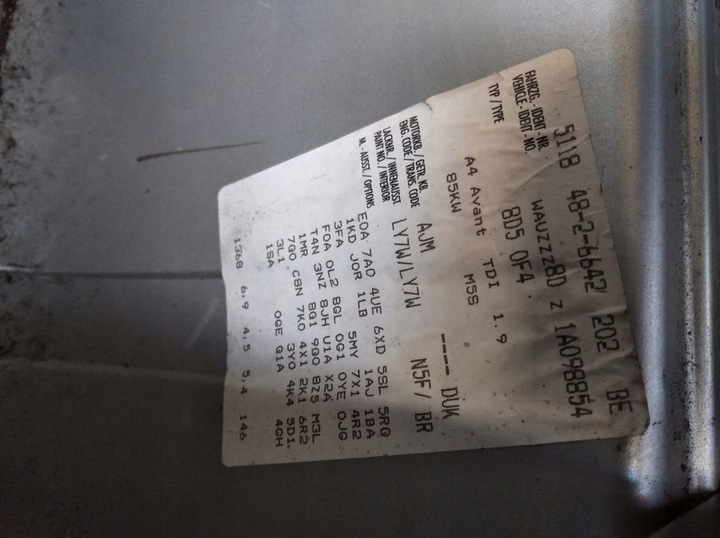 5118 48-2-6642 202 BE
FAHRZG.-IDENT-NR.
VEHICLE-IDENT-NO. WAUZZZ8D Z 1A098854
TYP/TYPE 8D5 0F4
A4 Avant TDI 1.9
85KW M5S
MOTORKB./GETR.KB.
ENG. CODE/TRANS. CODE AJM ---- DUK
LACKNR./INNENAUSST.
PAINT NO./INTERIOR LY7W/LY7W N5F/ BR
M.-AUSST./OPTIONS
E0A 7A0 4UE 6XD 5SL 5RQ
1KD J0R 1LB 1AJ 1BA
3FA 5MY 7X1 4R2
F0A 0L2 8GL 0G1 0YE 0JG
T4N 3NZ 8JH U1A X2A
1MR 8Q1 9Q0 8Z5 M3L
7Q0 C8N 7K0 4X1 2K1 6R2
3L1 3Y0 4K4 5D1
1SA 0GE Q1A 4GH
1368 6,9 4,5 5,4 146